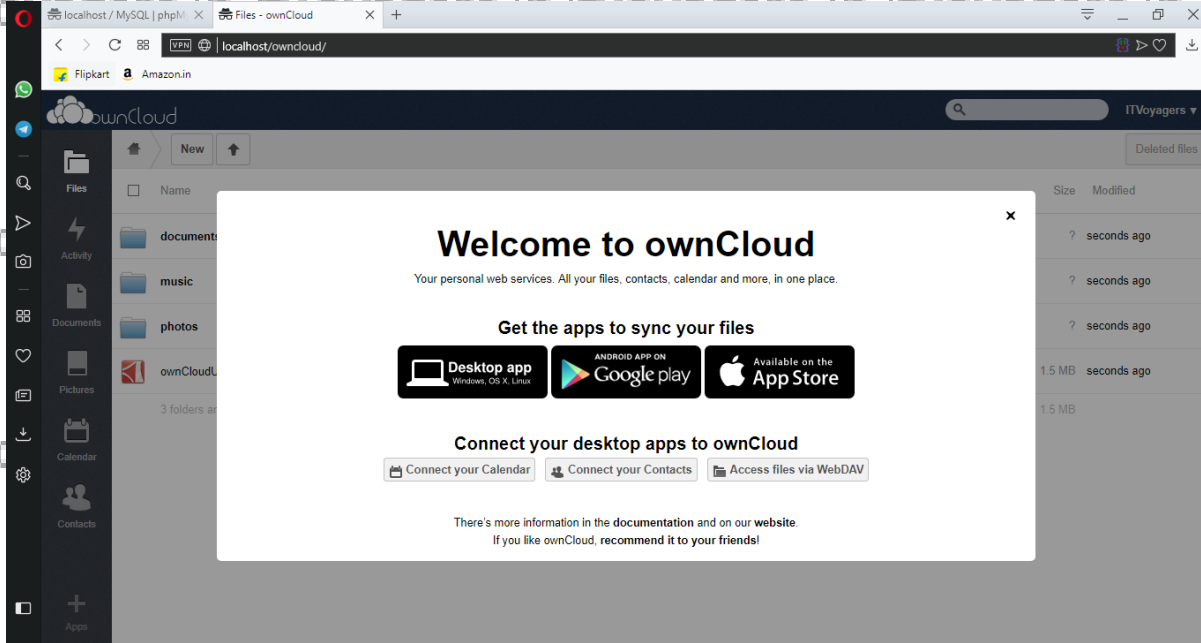 localhost / MySQL | phpM
Files - ownCloud
VPN
localhost/owncloud/
Flipkart
a Amazon.in
ownCloud
ITVoyagers
New
Deleted files
Files
Name
Size
Modified
Activity
documents
?
seconds ago
music
?
seconds ago
Documents
photos
?
seconds ago
Pictures
ownCloudU
1.5 MB
seconds ago
3 folders an
1.5 MB
Calendar
Contacts
Apps
Welcome to ownCloud
Your personal web services. All your files, contacts, calendar and more, in one place.
Get the apps to sync your files
Desktop app
Windows, OS X, Linux
ANDROID APP ON
Google play
Available on the
App Store
Connect your desktop apps to ownCloud
Connect your Calendar
Connect your Contacts
Access files via WebDAV
There's more information in the documentation and on our website.
If you like ownCloud, recommend it to your friends!